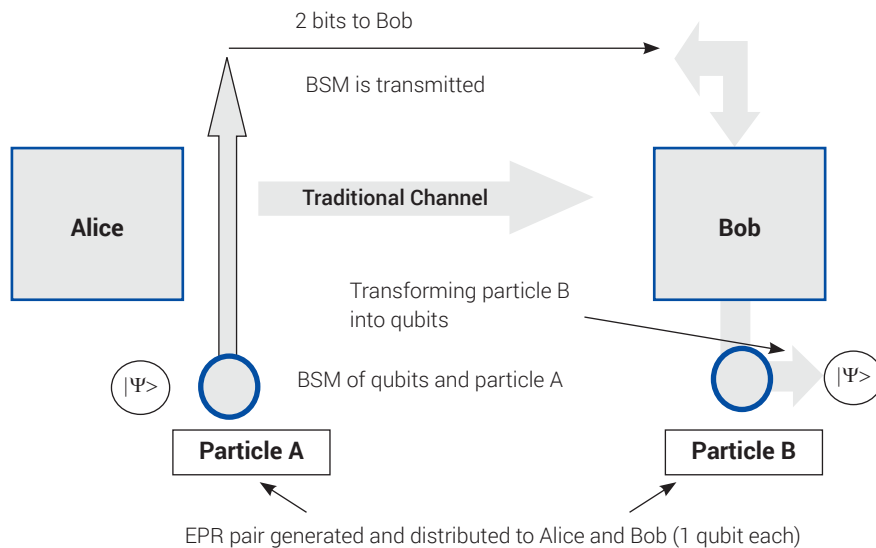 2 bits to Bob
BSM is transmitted
Alice
Traditional Channel
Bob
Transforming particle B
into qubits
|Ψ>
BSM of qubits and particle A
|Ψ>
Particle A
Particle B
EPR pair generated and distributed to Alice and Bob (1 qubit each)